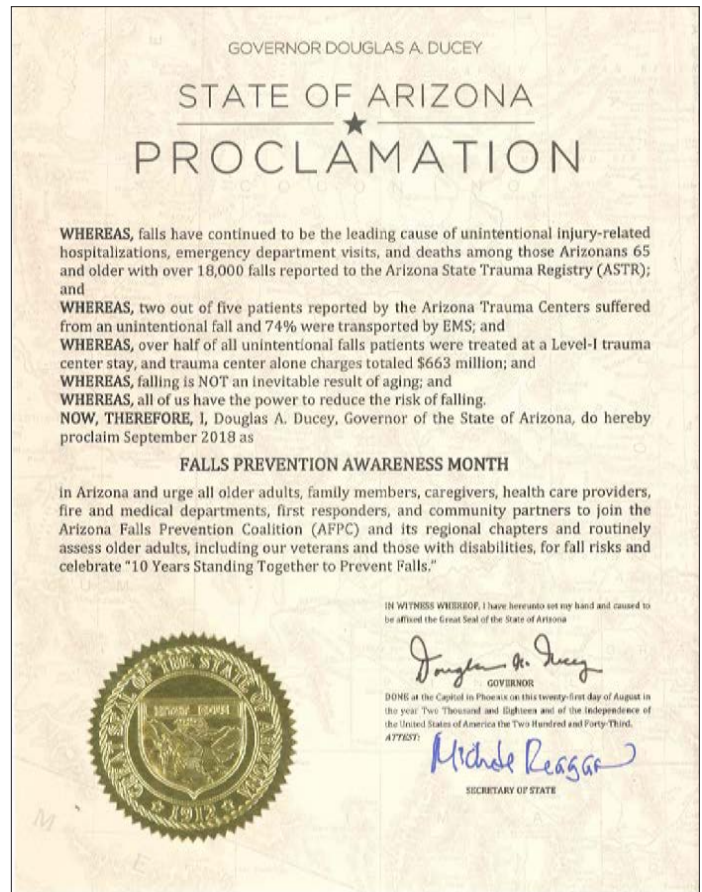 GOVERNOR DOUGLAS A. DUCEY
STATE OF ARIZONA
PROCLAMATION
COCONINO
WHEREAS, falls have continued to be the leading cause of unintentional injury-related
hospitalizations, emergency department visits, and deaths among those Arizonans 65
and older with over 18,000 falls reported to the Arizona State Trauma Registry (ASTR);
and
WHEREAS, two out of five patients reported by the Arizona Trauma Centers suffered
from an unintentional fall and 74% were transported by EMS; and
WHEREAS, over half of all unintentional falls patients were treated at a Level-I trauma
center stay, and trauma center alone charges totaled $663 million; and
WHEREAS, falling is NOT an inevitable result of aging; and
WHEREAS, all of us have the power to reduce the risk of falling.
NOW, THEREFORE, I, Douglas A. Ducey, Governor of the State of Arizona, do hereby
proclaim September 2018 as
FALLS PREVENTION AWARENESS MONTH
in Arizona and urge all older adults, family members, caregivers, health care providers,
fire and medical departments, first responders, and community partners to join the
Arizona Falls Prevention Coalition (AFPC) and its regional chapters and routinely
assess older adults, including our veterans and those with disabilities, for fall risks and
celebrate "10 Years Standing Together to Prevent Falls."
IN WITNESS WHEREOF, I have hereunto set my hand and caused to
be affixed the Great Seal of the State of Arizona
Douglas A. Ducey
GOVERNOR
DONE at the Capitol in Phoenix on this twenty-first day of August in
the year Two Thousand and Eighteen and of the Independence of
the United States of America the Two Hundred and Forty-Third.
ATTEST:
Michele Reagan
SECRETARY OF STATE
GREAT SEAL OF THE STATE OF ARIZONA
1912